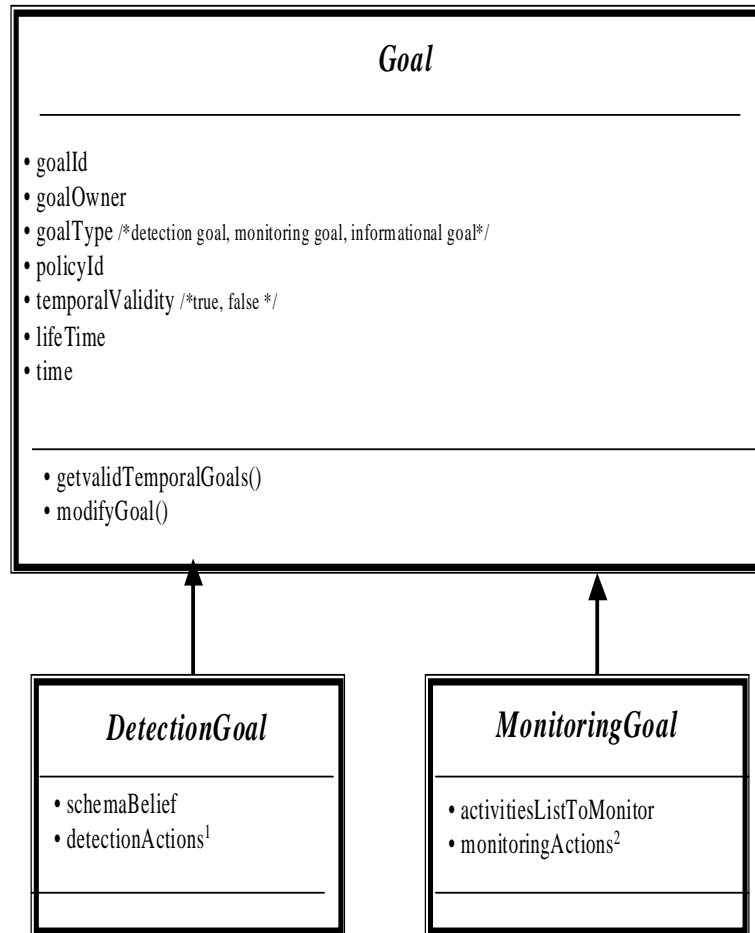 Goal
• goalId
• goalOwner
• goalType /*detection goal, monitoring goal, informational goal*/
• policyId
• temporalValidity /*true, false */
• lifeTime
• time
• getvalidTemporalGoals()
• modifyGoal()
DetectionGoal
• schemaBelief
• detectionActions¹
MonitoringGoal
• activitiesListToMonitor
• monitoringActions²